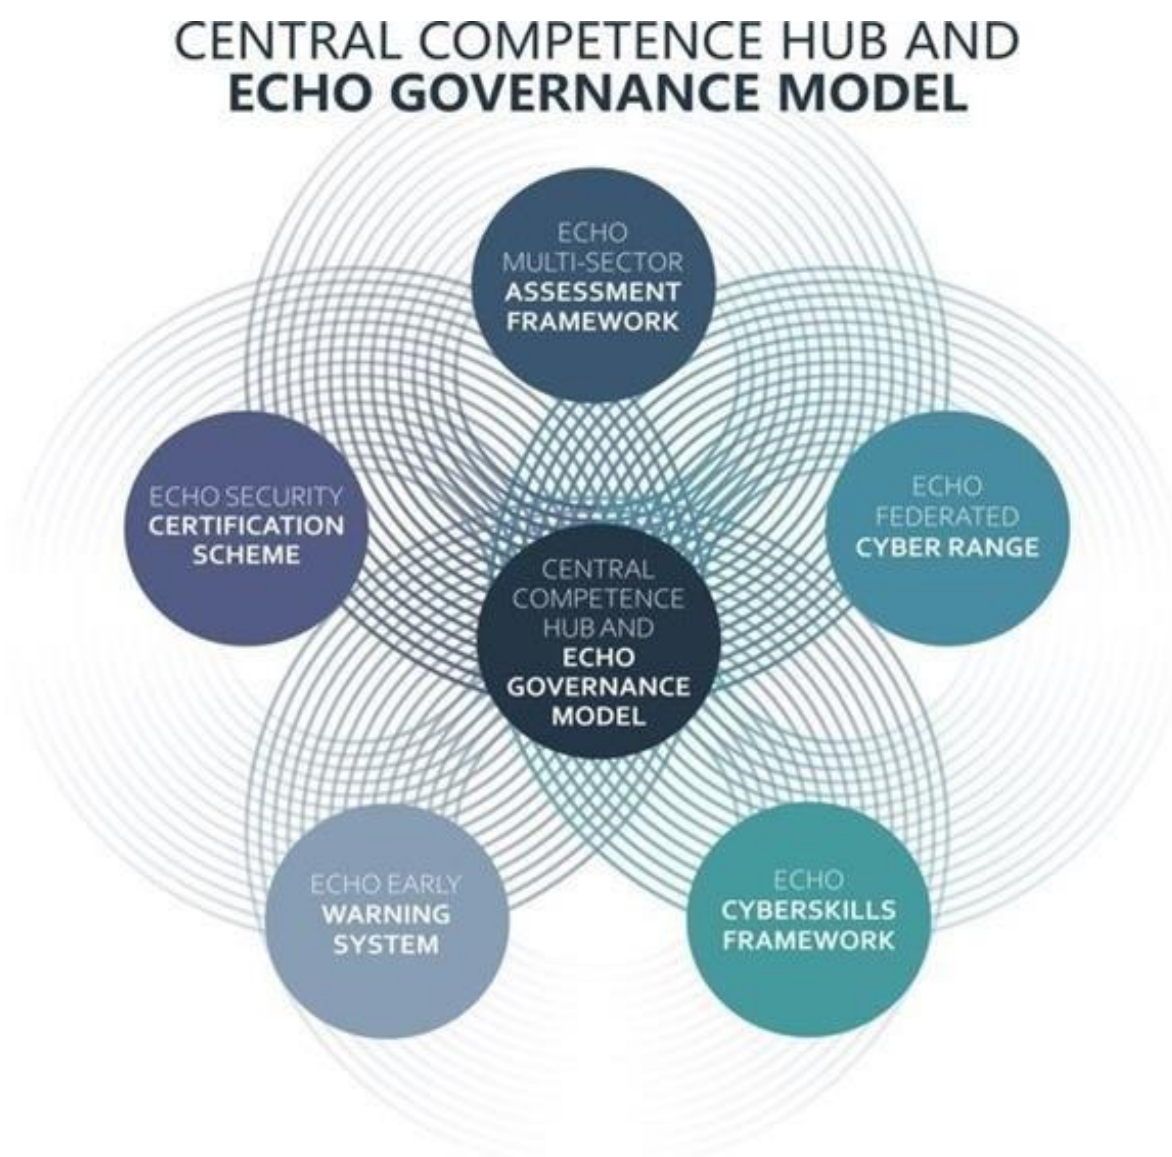 CENTRAL COMPETENCE HUB AND
ECHO GOVERNANCE MODEL
ECHO
MULTI-SECTOR
ASSESSMENT
FRAMEWORK
ECHO SECURITY
CERTIFICATION
SCHEME
ECHO
FEDERATED
CYBER RANGE
CENTRAL
COMPETENCE
HUB AND
ECHO
GOVERNANCE
MODEL
ECHO EARLY
WARNING
SYSTEM
ECHO
CYBERSKILLS
FRAMEWORK